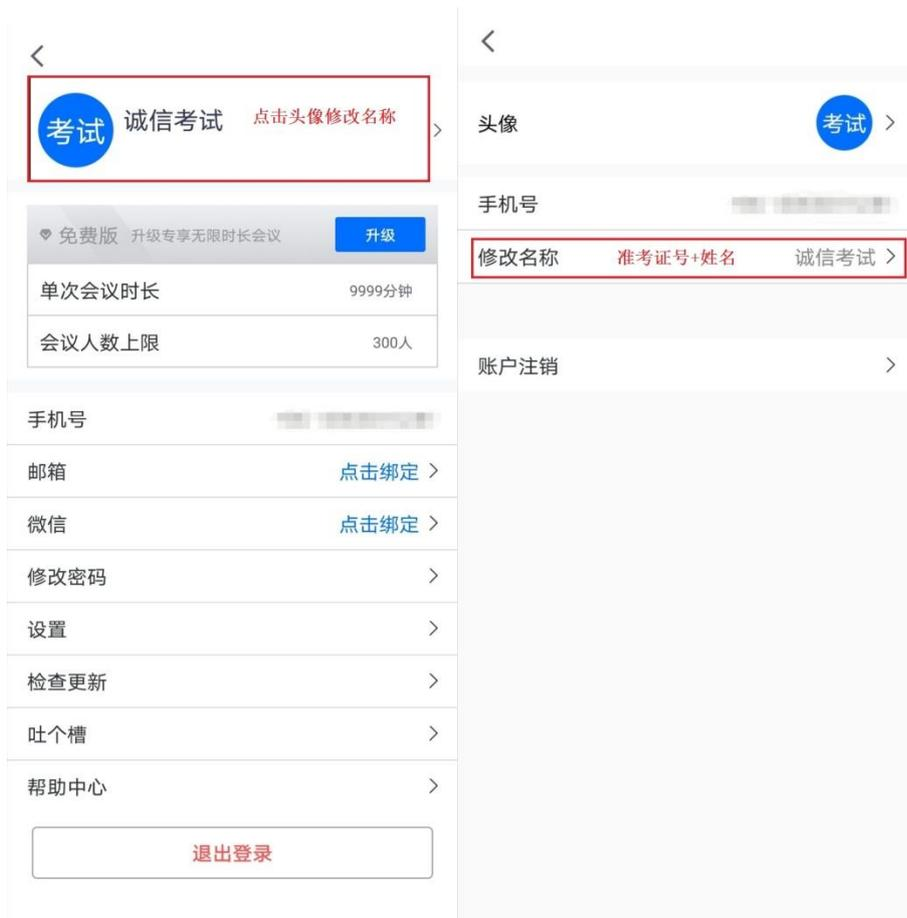 考试
诚信考试
点击头像修改名称
免费版 升级专享无限时长会议 升级
单次会议时长 9999分钟
会议人数上限 300人
手机号
邮箱 点击绑定
微信 点击绑定
修改密码
设置
检查更新
吐个槽
帮助中心
退出登录
头像 考试
手机号
修改名称 准考证号+姓名 诚信考试
账户注销